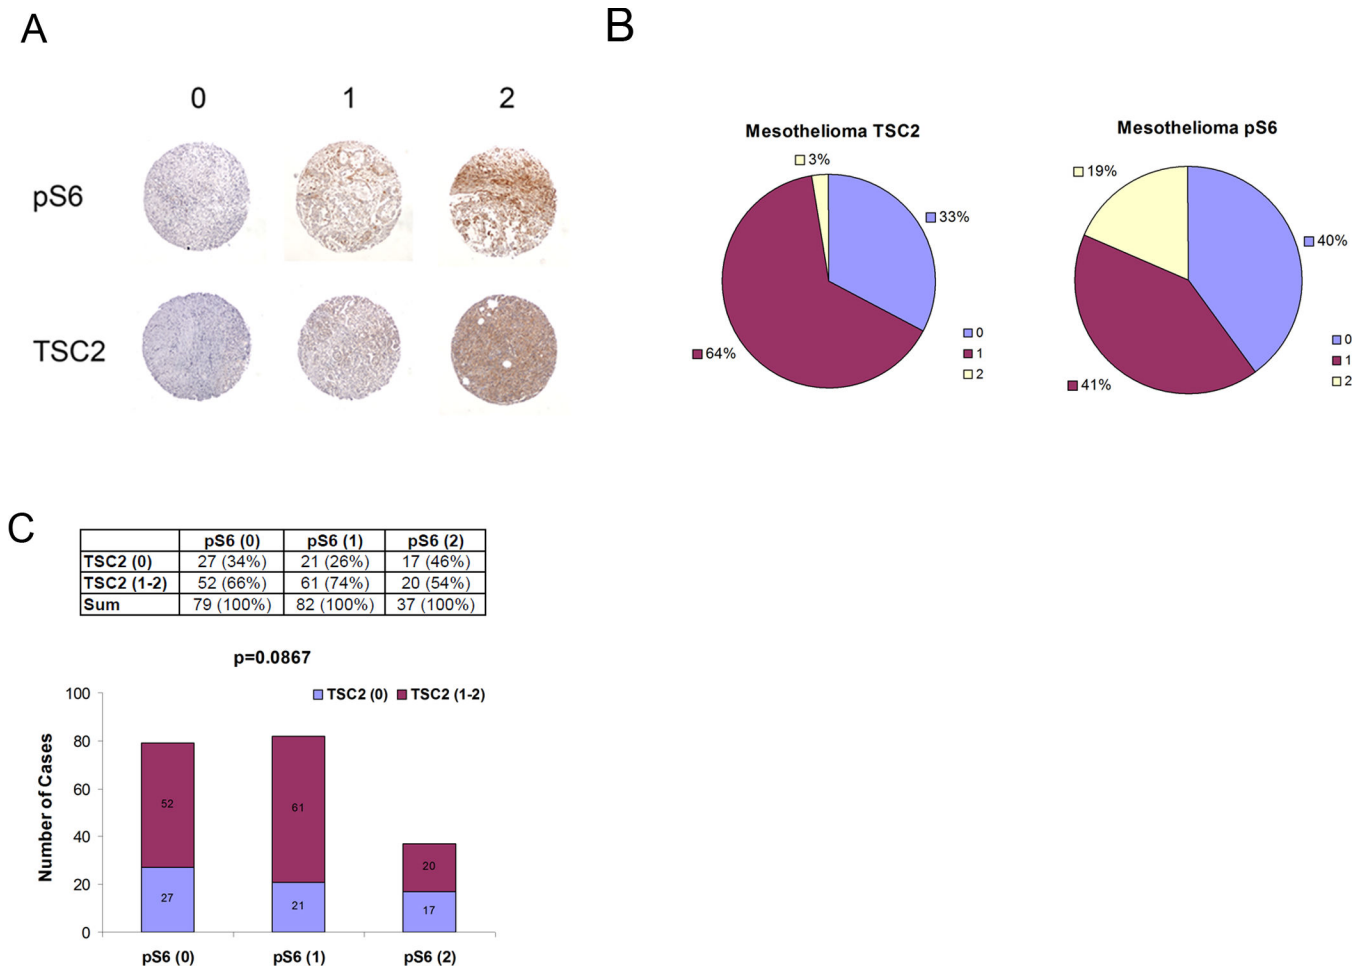 A
0 1 2
pS6
TSC2
B
Mesothelioma TSC2
3%
33%
64%
0
1
2
Mesothelioma pS6
19%
40%
41%
0
1
2
C
pS6 (0) pS6 (1) pS6 (2)
TSC2 (0) 27 (34%) 21 (26%) 17 (46%)
TSC2 (1-2) 52 (66%) 61 (74%) 20 (54%)
Sum 79 (100%) 82 (100%) 37 (100%)
p=0.0867
TSC2 (0) TSC2 (1-2)
Number of Cases
100
80
60
40
20
0
52
27
61
21
20
17
pS6 (0) pS6 (1) pS6 (2)